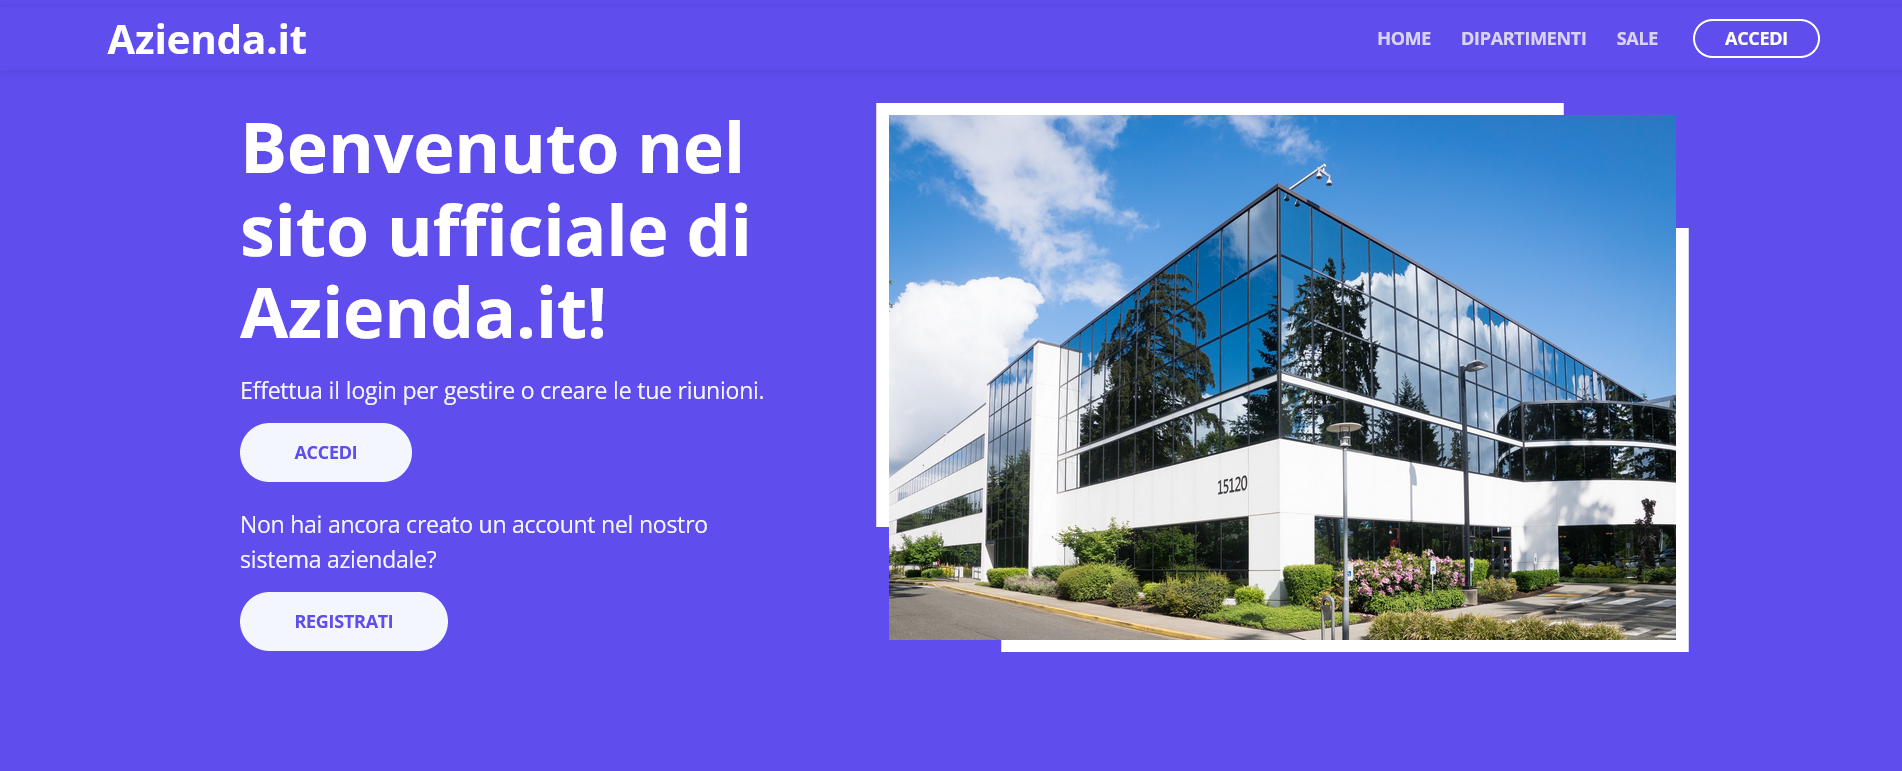 Azienda.it
HOME
DIPARTIMENTI
SALE
ACCEDI
Benvenuto nel
sito ufficiale di
Azienda.it!
Effettua il login per gestire o creare le tue riunioni.
ACCEDI
Non hai ancora creato un account nel nostro
sistema aziendale?
REGISTRATI
15120